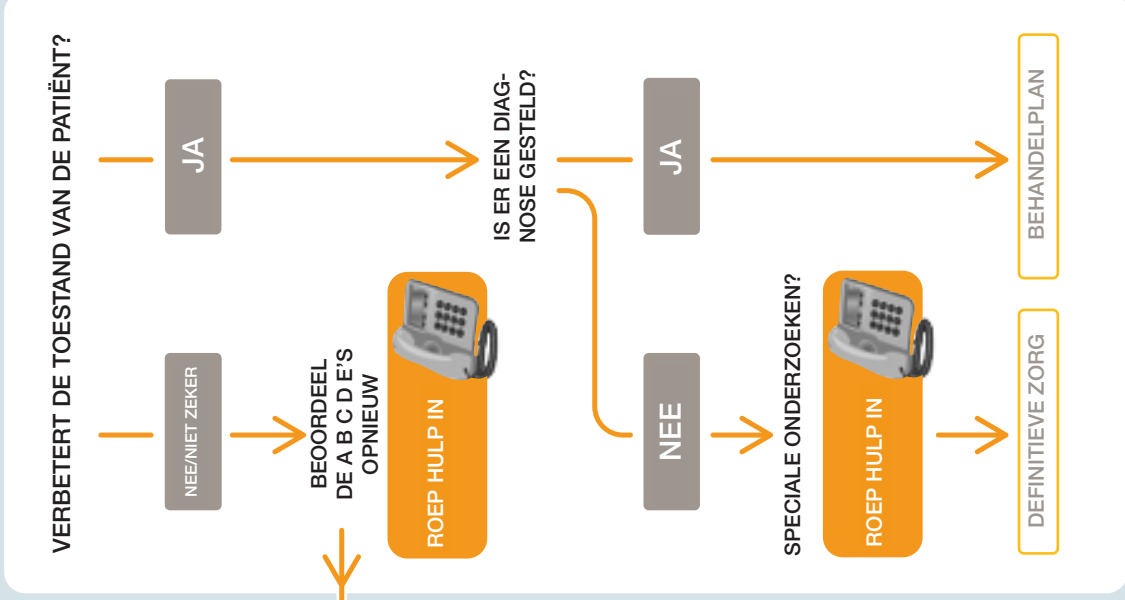 VERBETERT DE TOESTAND VAN DE PATIËNT?
NEE/NIET ZEKER
JA
BEOORDEEL
DE A B C D E'S
OPNIEUW
ROEP HULP IN
IS ER EEN DIAG-
NOSE GESTELD?
NEE
JA
SPECIALE ONDERZOEKEN?
ROEP HULP IN
DEFINITIEVE ZORG
BEHANDELPLAN